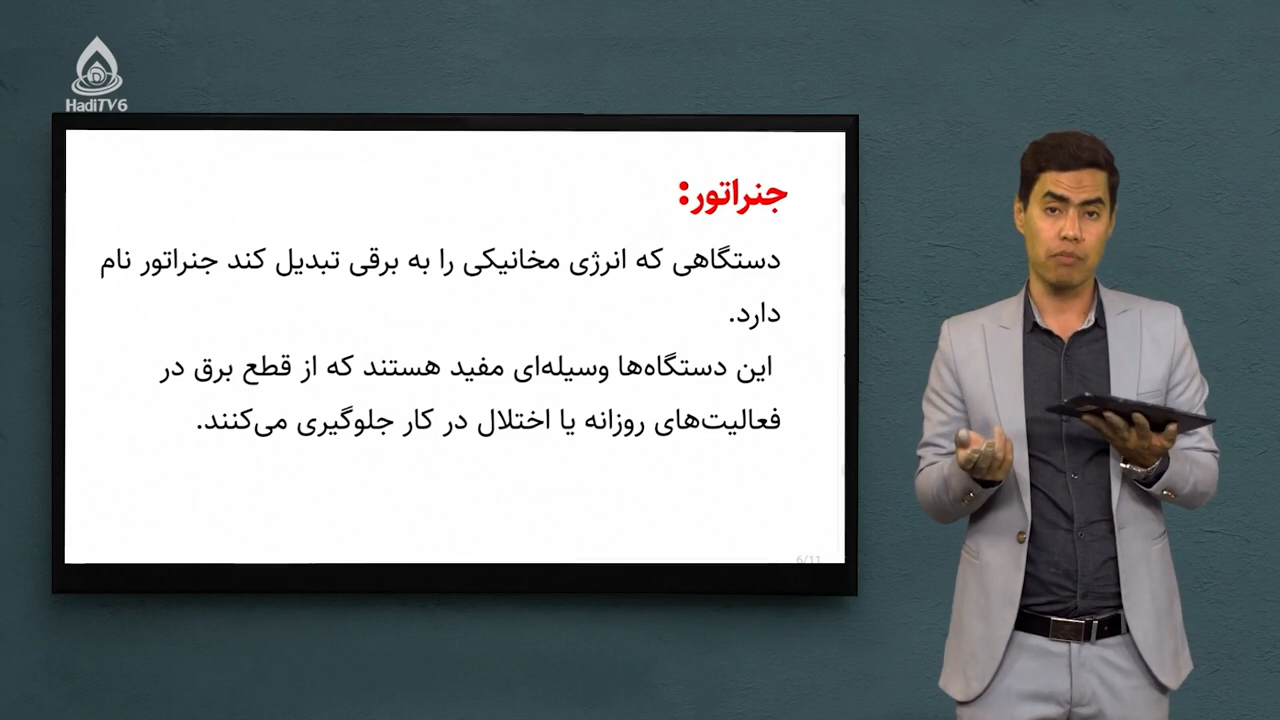 HadiTV6
جنراتور:
دستگاهی که انرژی مخانیکی را به برقی تبدیل کند جنراتور نام
دارد.
این دستگاه‌ها وسیله‌ای مفید هستند که از قطع برق در
فعالیت‌های روزانه یا اختلال در کار جلوگیری می‌کنند.
6/11